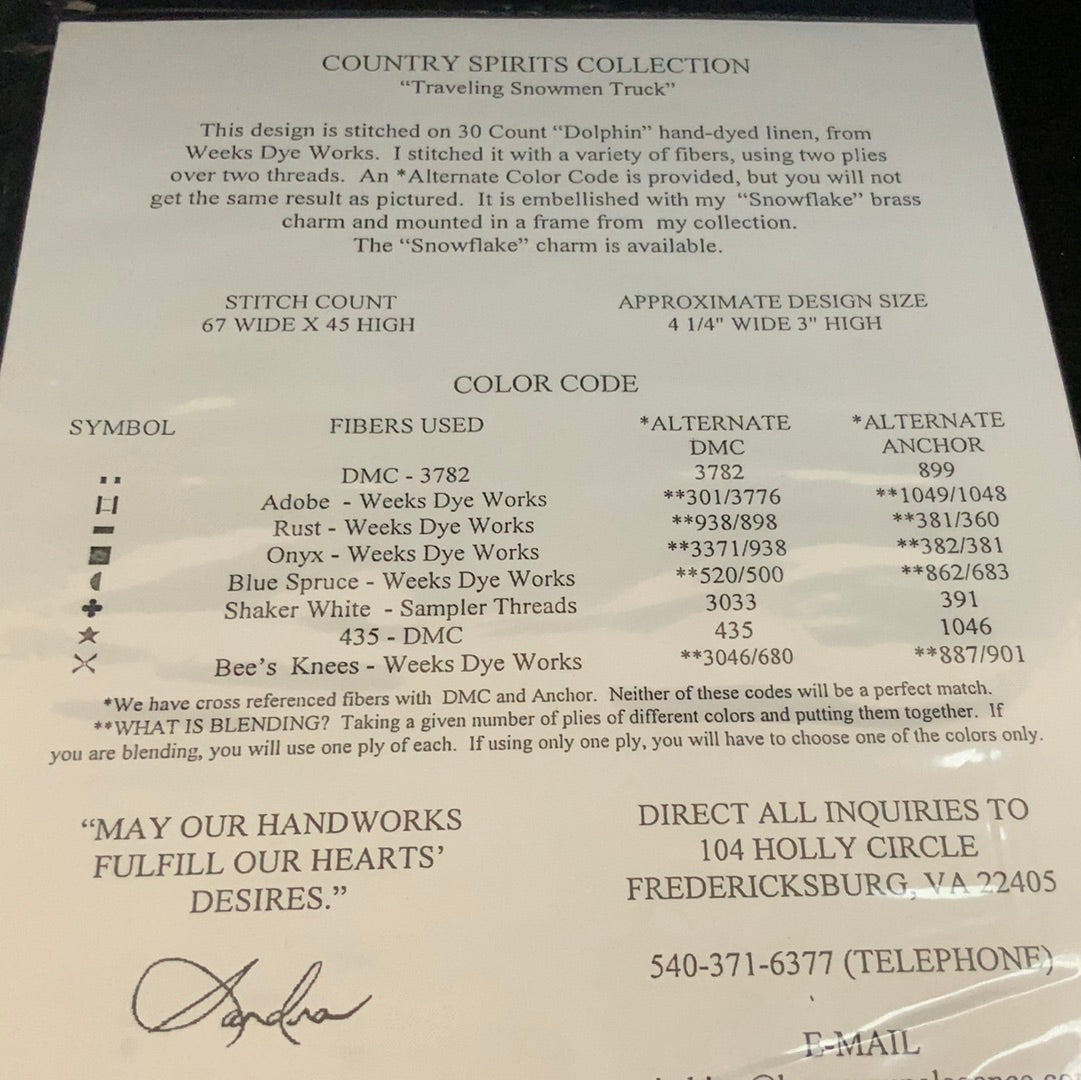 COUNTRY SPIRITS COLLECTION
“Traveling Snowmen Truck”
This design is stitched on 30 Count “Dolphin” hand-dyed linen, from
Weeks Dye Works. I stitched it with a variety of fibers, using two plies
over two threads. An *Alternate Color Code is provided, but you will not
get the same result as pictured. It is embellished with my “Snowflake” brass
charm and mounted in a frame from my collection.
The “Snowflake” charm is available.
STITCH COUNT APPROXIMATE DESIGN SIZE
67 WIDE X 45 HIGH 4 1/4" WIDE 3" HIGH
COLOR CODE
SYMBOL FIBERS USED *ALTERNATE DMC *ALTERNATE ANCHOR
DMC - 3782 3782 899
Adobe - Weeks Dye Works **301/3776 **1049/1048
Rust - Weeks Dye Works **938/898 **381/360
Onyx - Weeks Dye Works **3371/938 **382/381
Blue Spruce - Weeks Dye Works **520/500 **862/683
Shaker White - Sampler Threads 3033 391
435 - DMC 435 1046
Bee’s Knees - Weeks Dye Works **3046/680 **887/901
*We have cross referenced fibers with DMC and Anchor. Neither of these codes will be a perfect match.
**WHAT IS BLENDING? Taking a given number of plies of different colors and putting them together. If
you are blending, you will use one ply of each. If using only one ply, you will have to choose one of the colors only.
“MAY OUR HANDWORKS
FULFILL OUR HEARTS’
DESIRES.”
Sandra
DIRECT ALL INQUIRIES TO
104 HOLLY CIRCLE
FREDERICKSBURG, VA 22405
540-371-6377 (TELEPHONE)
E-MAIL